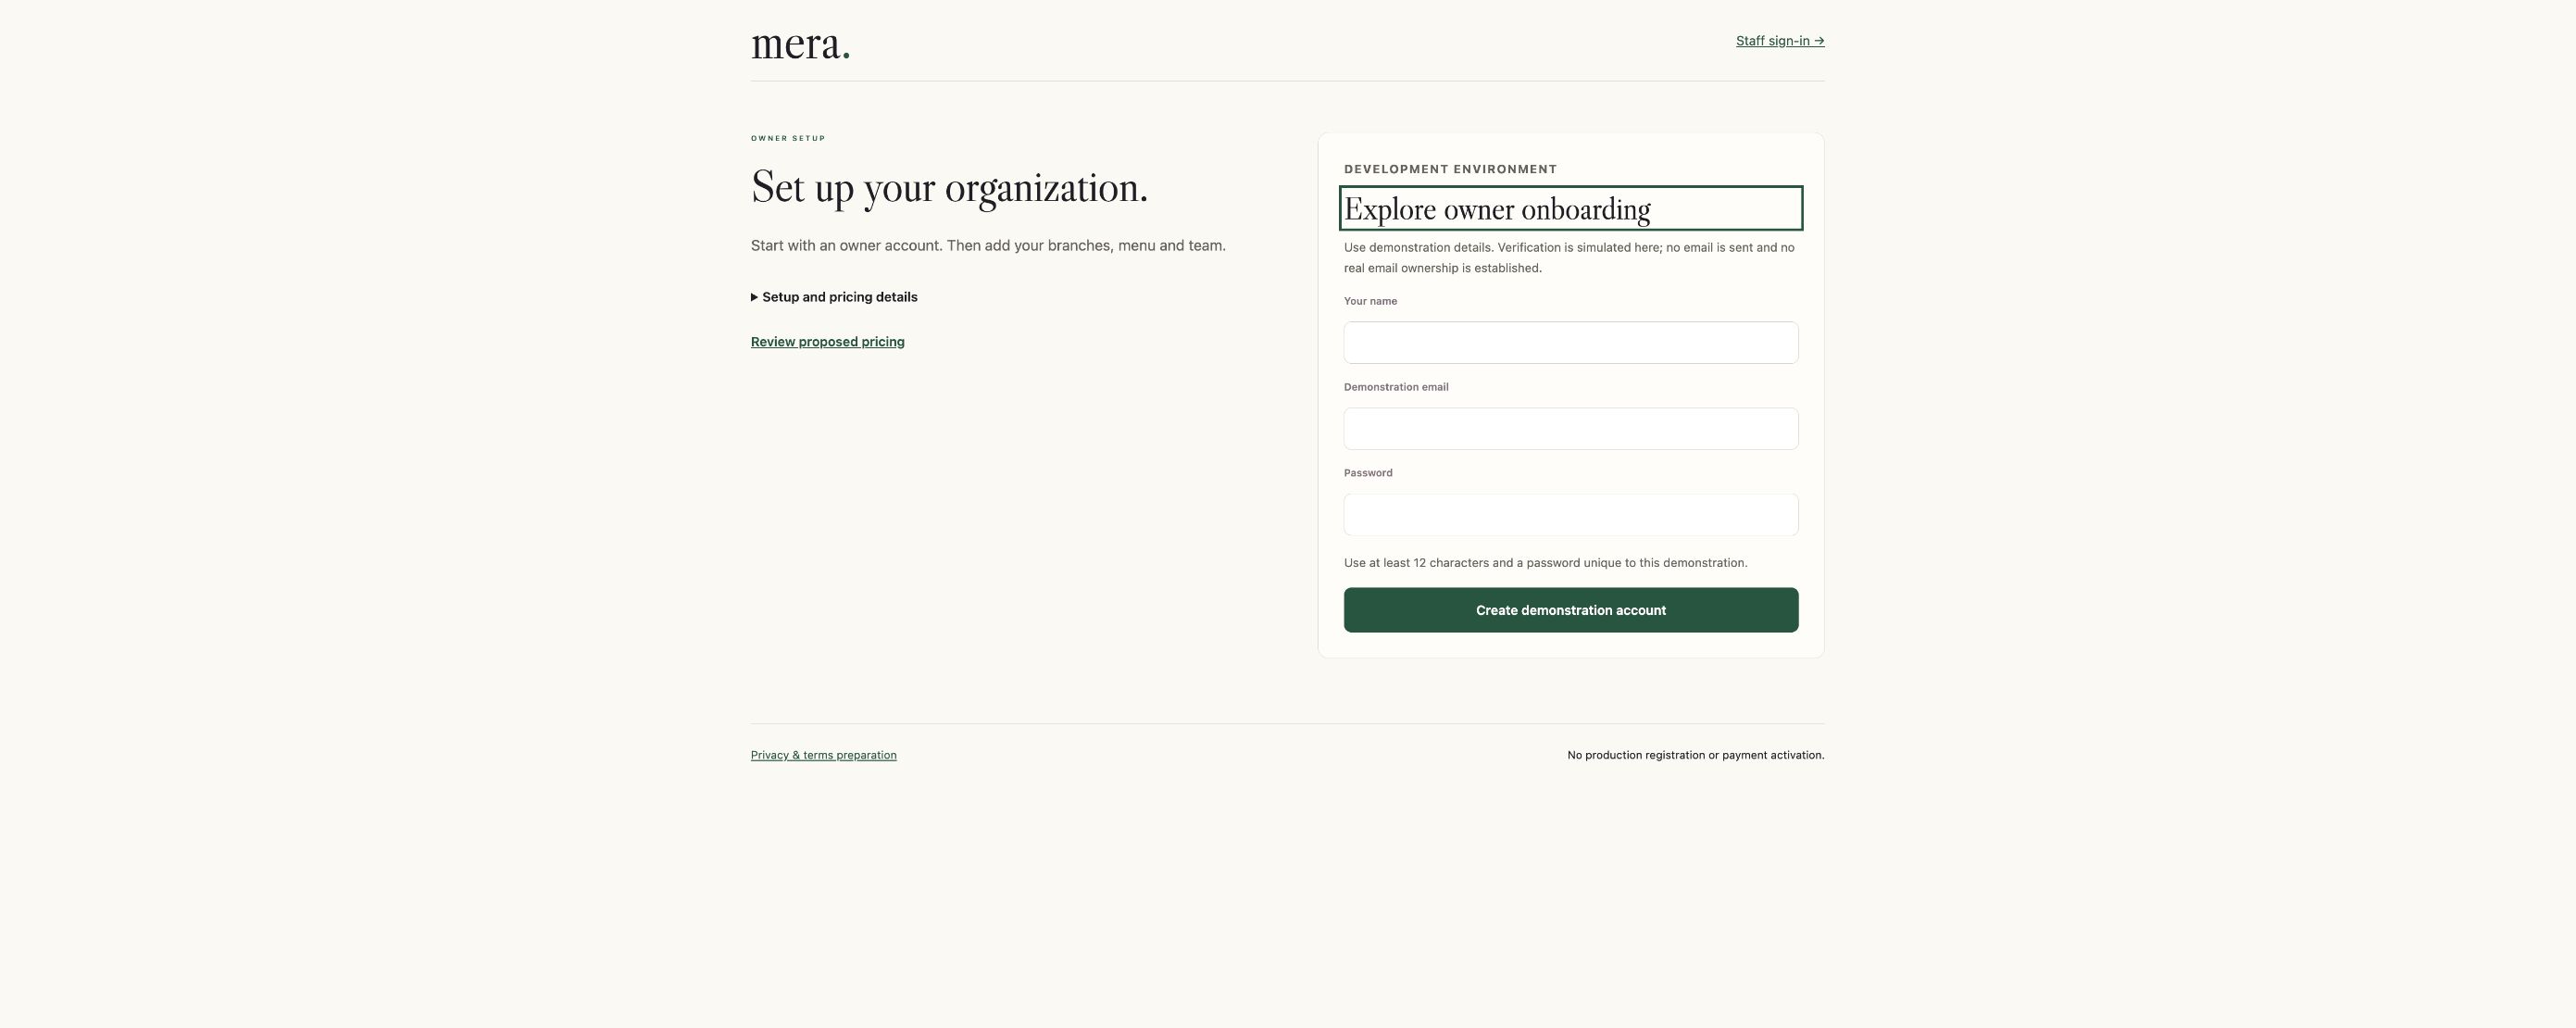 mera.
Staff sign-in →
OWNER SETUP
Set up your organization.
Start with an owner account. Then add your branches, menu and team.
▶ Setup and pricing details
Review proposed pricing
DEVELOPMENT ENVIRONMENT
Explore owner onboarding
Use demonstration details. Verification is simulated here; no email is sent and no
real email ownership is established.
Your name
Demonstration email
Password
Use at least 12 characters and a password unique to this demonstration.
Create demonstration account
Privacy & terms preparation
No production registration or payment activation.